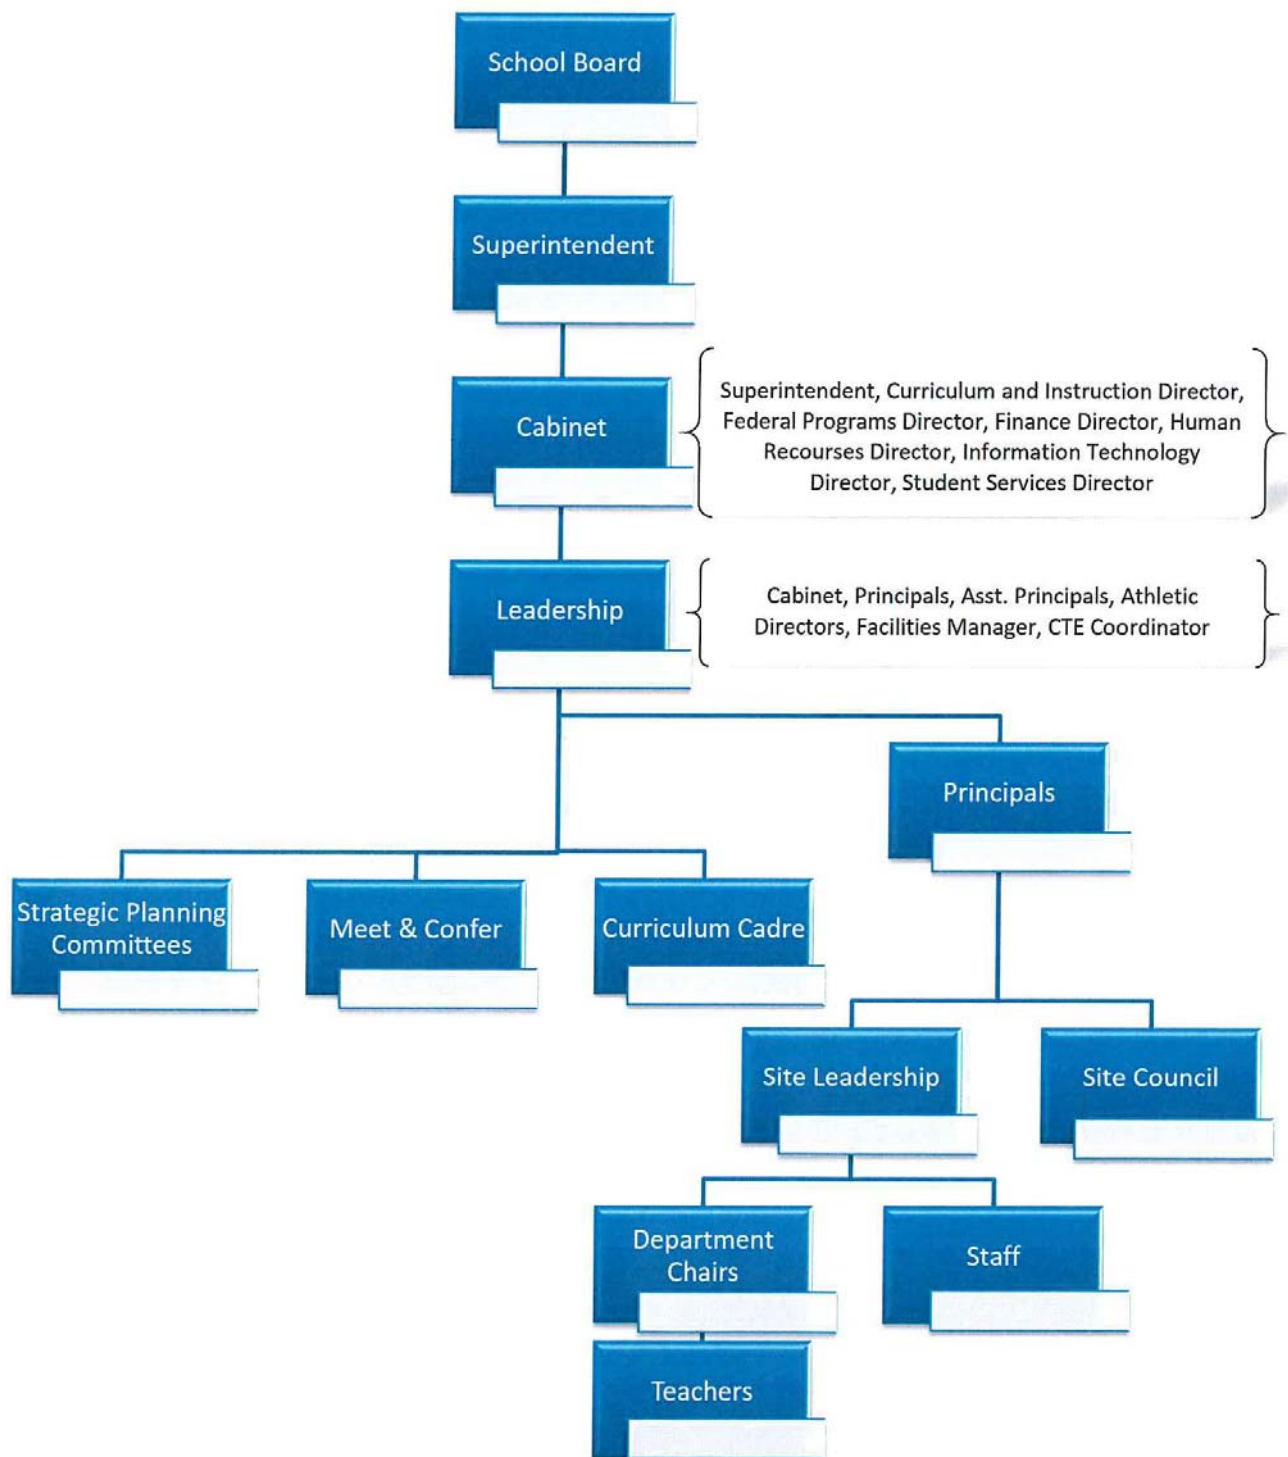 School Board
Superintendent
Cabinet
Superintendent, Curriculum and Instruction Director,
Federal Programs Director, Finance Director, Human
Recourses Director, Information Technology
Director, Student Services Director
Leadership
Cabinet, Principals, Asst. Principals, Athletic
Directors, Facilities Manager, CTE Coordinator
Principals
Strategic Planning
Committees
Meet & Confer
Curriculum Cadre
Site Leadership
Site Council
Department
Chairs
Staff
Teachers